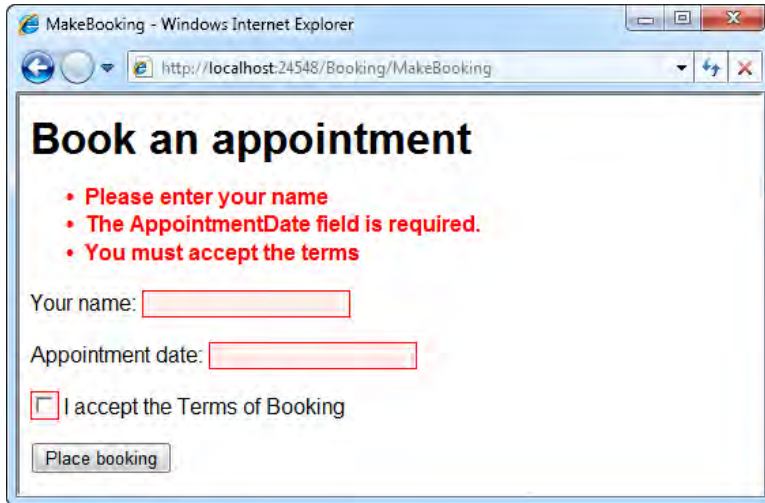 MakeBooking - Windows Internet Explorer
http://localhost:24548/Booking/MakeBooking
Book an appointment
• Please enter your name
• The AppointmentDate field is required.
• You must accept the terms
Your name:
Appointment date:
I accept the Terms of Booking
Place booking